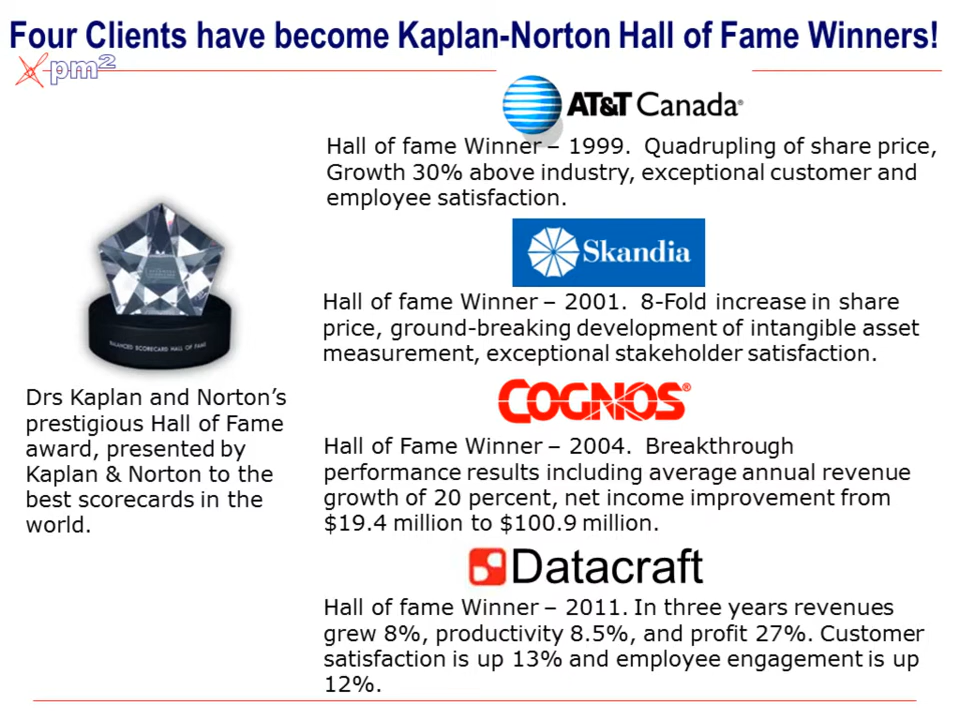 Four Clients have become Kaplan-Norton Hall of Fame Winners!
pm2
AT&T Canada
Hall of fame Winner – 1999. Quadrupling of share price,
Growth 30% above industry, exceptional customer and
employee satisfaction.
Skandia
Hall of fame Winner – 2001. 8-Fold increase in share
price, ground-breaking development of intangible asset
measurement, exceptional stakeholder satisfaction.
BALANCED SCORECARD HALL OF FAME
Drs Kaplan and Norton’s
prestigious Hall of Fame
award, presented by
Kaplan & Norton to the
best scorecards in the
world.
COGNOS®
Hall of Fame Winner – 2004. Breakthrough
performance results including average annual revenue
growth of 20 percent, net income improvement from
$19.4 million to $100.9 million.
Datacraft
Hall of fame Winner – 2011. In three years revenues
grew 8%, productivity 8.5%, and profit 27%. Customer
satisfaction is up 13% and employee engagement is up
12%.